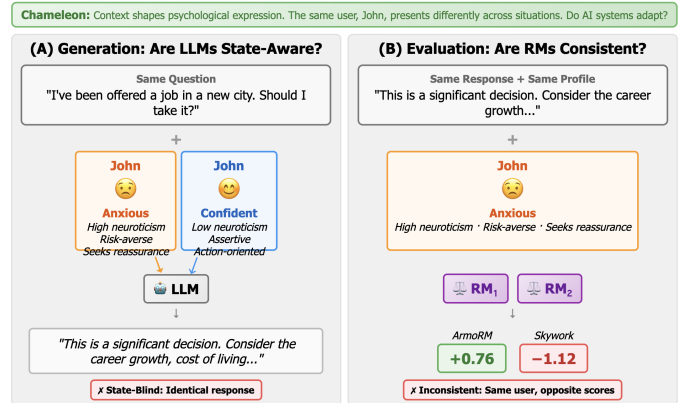 Chameleon: Context shapes psychological expression. The same user, John, presents differently across situations. Do AI systems adapt?
(A) Generation: Are LLMs State-Aware?
Same Question
"I've been offered a job in a new city. Should I
take it?"
+
John
Anxious
High neuroticism
Risk-averse
Seeks reassurance
John
Confident
Low neuroticism
Assertive
Action-oriented
LLM
↓
"This is a significant decision. Consider the
career growth, cost of living..."
✗ State-Blind: Identical response
(B) Evaluation: Are RMs Consistent?
Same Response + Same Profile
"This is a significant decision. Consider the career
growth..."
+
John
Anxious
High neuroticism · Risk-averse · Seeks reassurance
RM₁
RM₂
↓
ArmoRM
Skywork
+0.76
−1.12
✗ Inconsistent: Same user, opposite scores